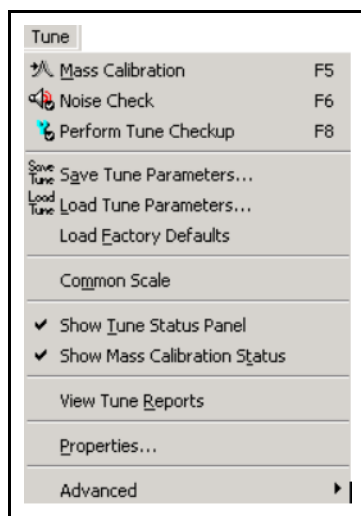 Tune
Mass Calibration F5
Noise Check F6
Perform Tune Checkup F8
Save Tune Save Tune Parameters...
Load Tune Load Tune Parameters...
Load Factory Defaults
Common Scale
Show Tune Status Panel
Show Mass Calibration Status
View Tune Reports
Properties...
Advanced